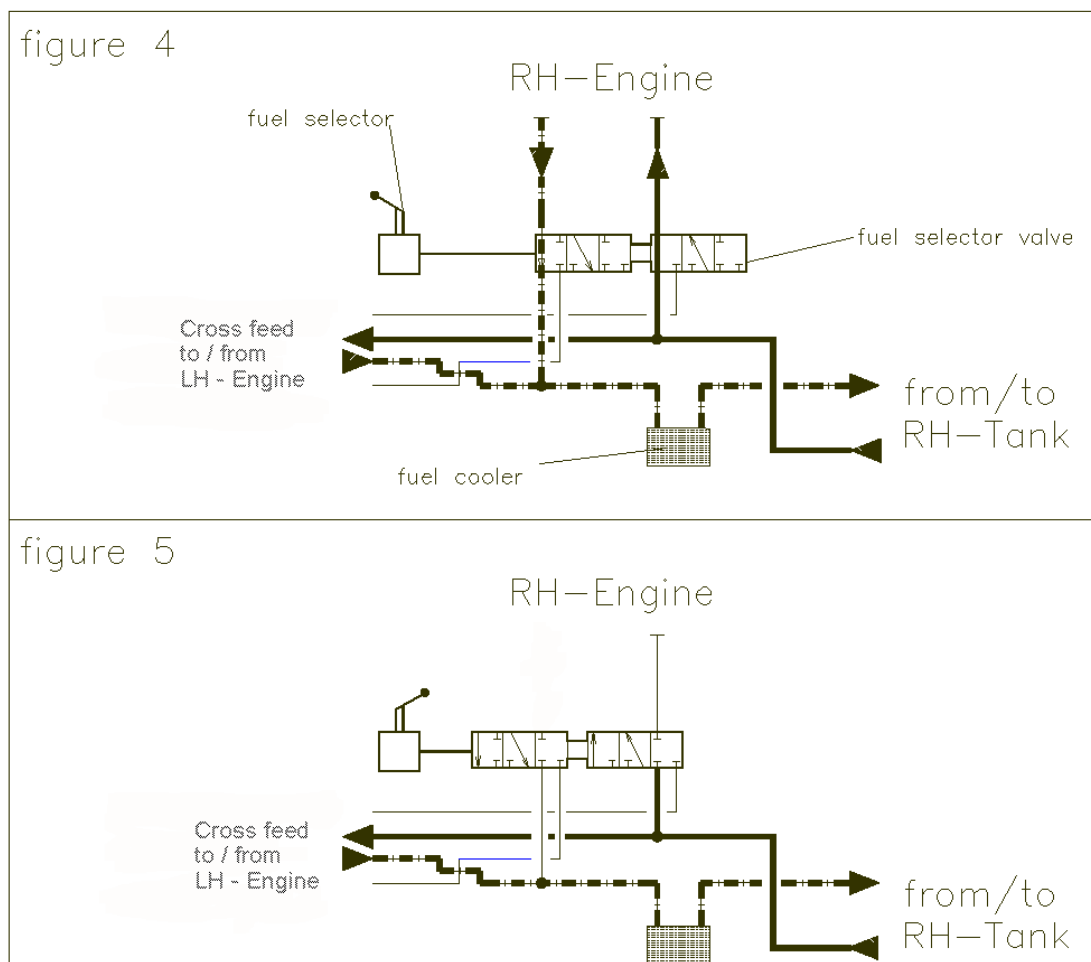 figure 4
RH-Engine
fuel selector
fuel selector valve
Cross feed
to / from
LH - Engine
from/to
RH-Tank
fuel cooler
figure 5
RH-Engine
Cross feed
to / from
LH - Engine
from/to
RH-Tank